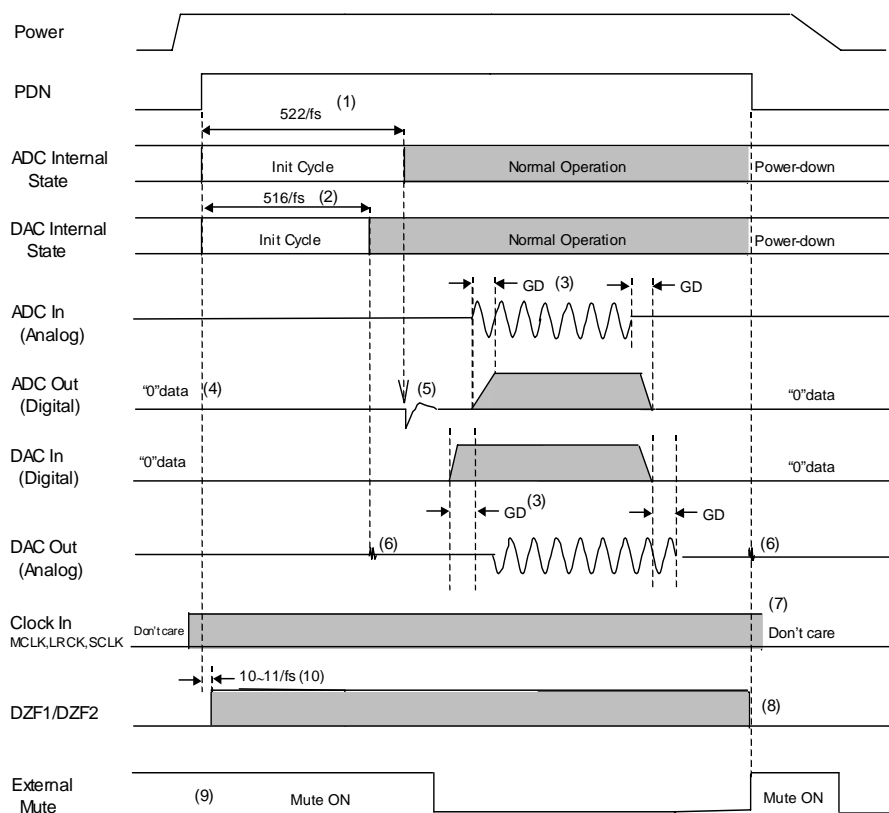 Power
PDN
522/fs (1)
ADC Internal
State
Init Cycle
Normal Operation
Power-down
516/fs (2)
DAC Internal
State
Init Cycle
Normal Operation
Power-down
GD (3)
GD
ADC In
(Analog)
ADC Out
(Digital)
“0”data (4)
(5)
“0”data
DAC In
(Digital)
“0”data
“0”data
GD (3)
GD
DAC Out
(Analog)
(6)
(6)
Clock In
MCLK,LRCK,SCLK
Don't care
(7)
Don't care
10~11/fs (10)
DZF1/DZF2
(8)
External
Mute
(9)
Mute ON
Mute ON